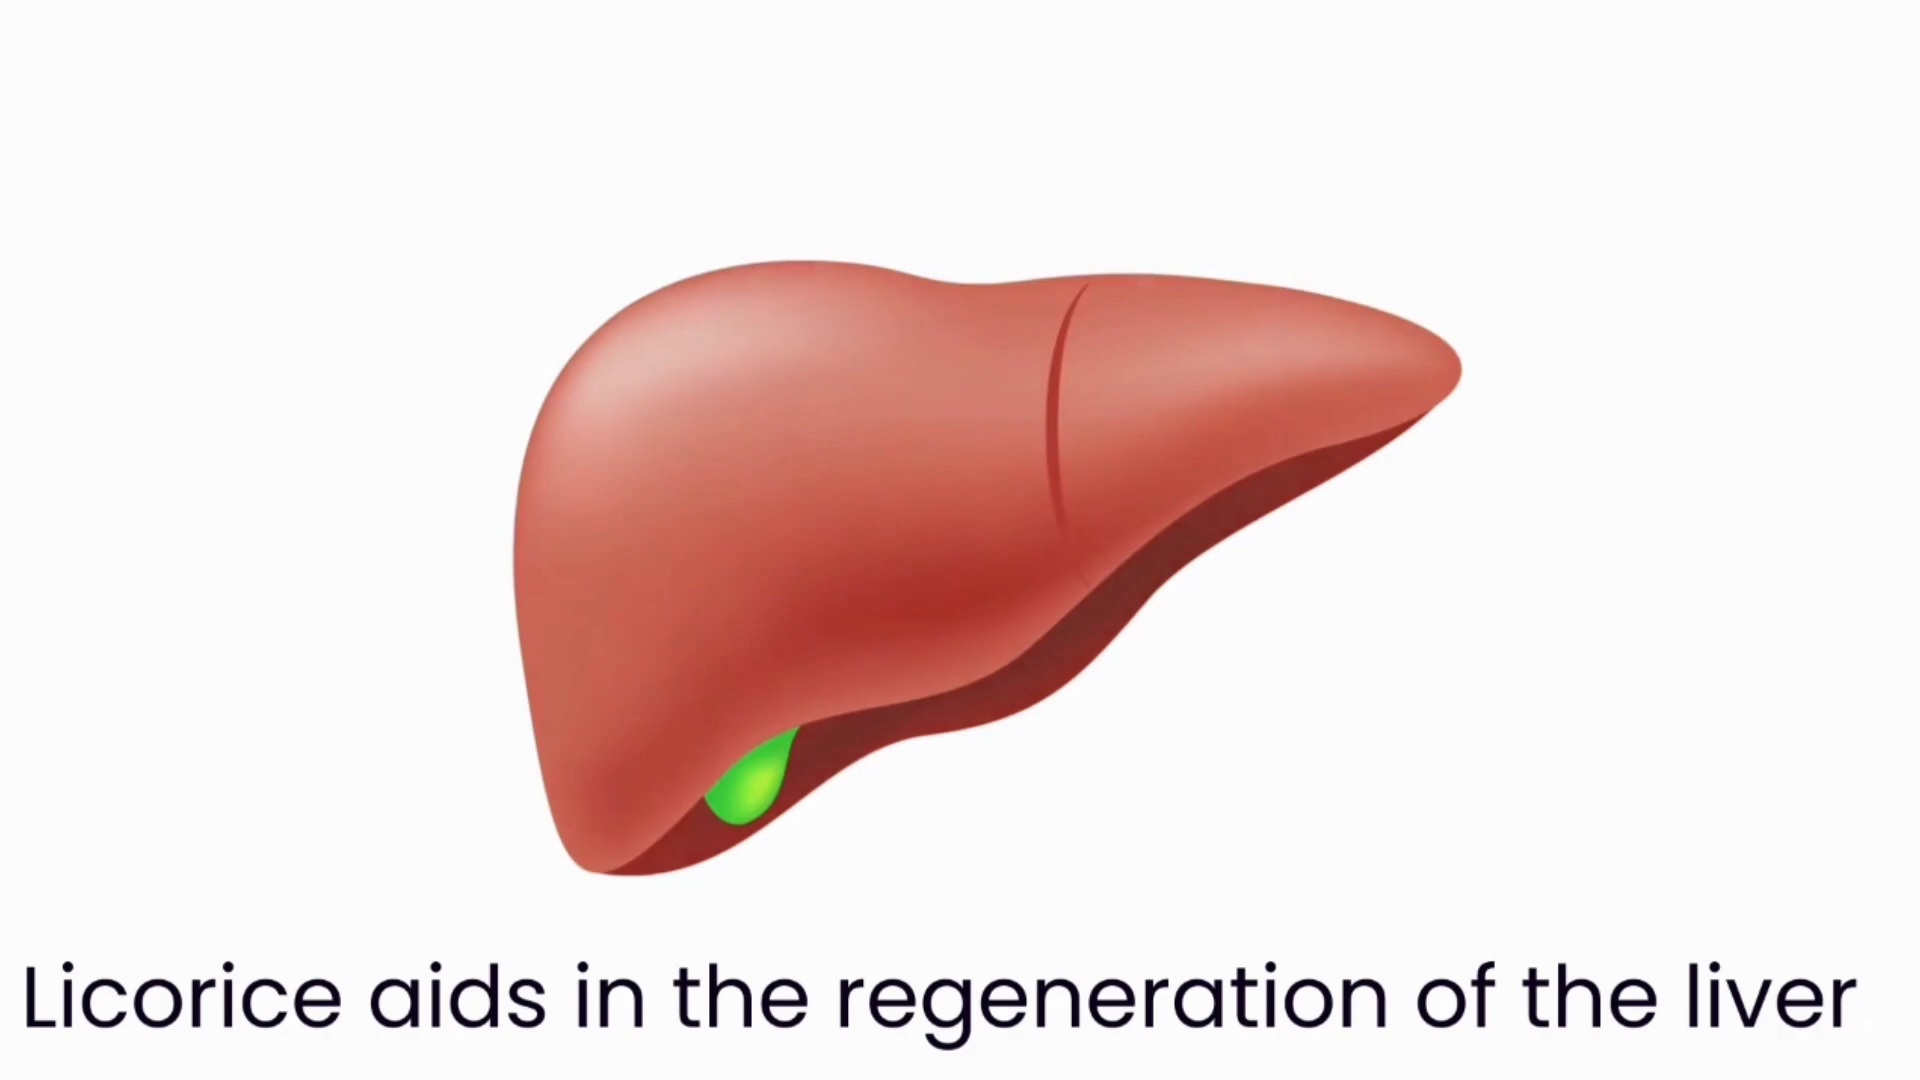 Licorice aids in the regeneration of the liver